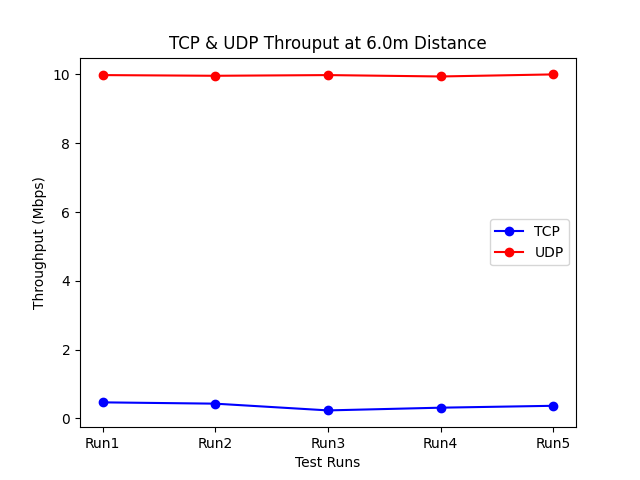 TCP & UDP Throuput at 6.0m Distance
Throughput (Mbps)
10
8
6
4
2
0
TCP
UDP
Run1 Run2 Run3 Run4 Run5
Test Runs